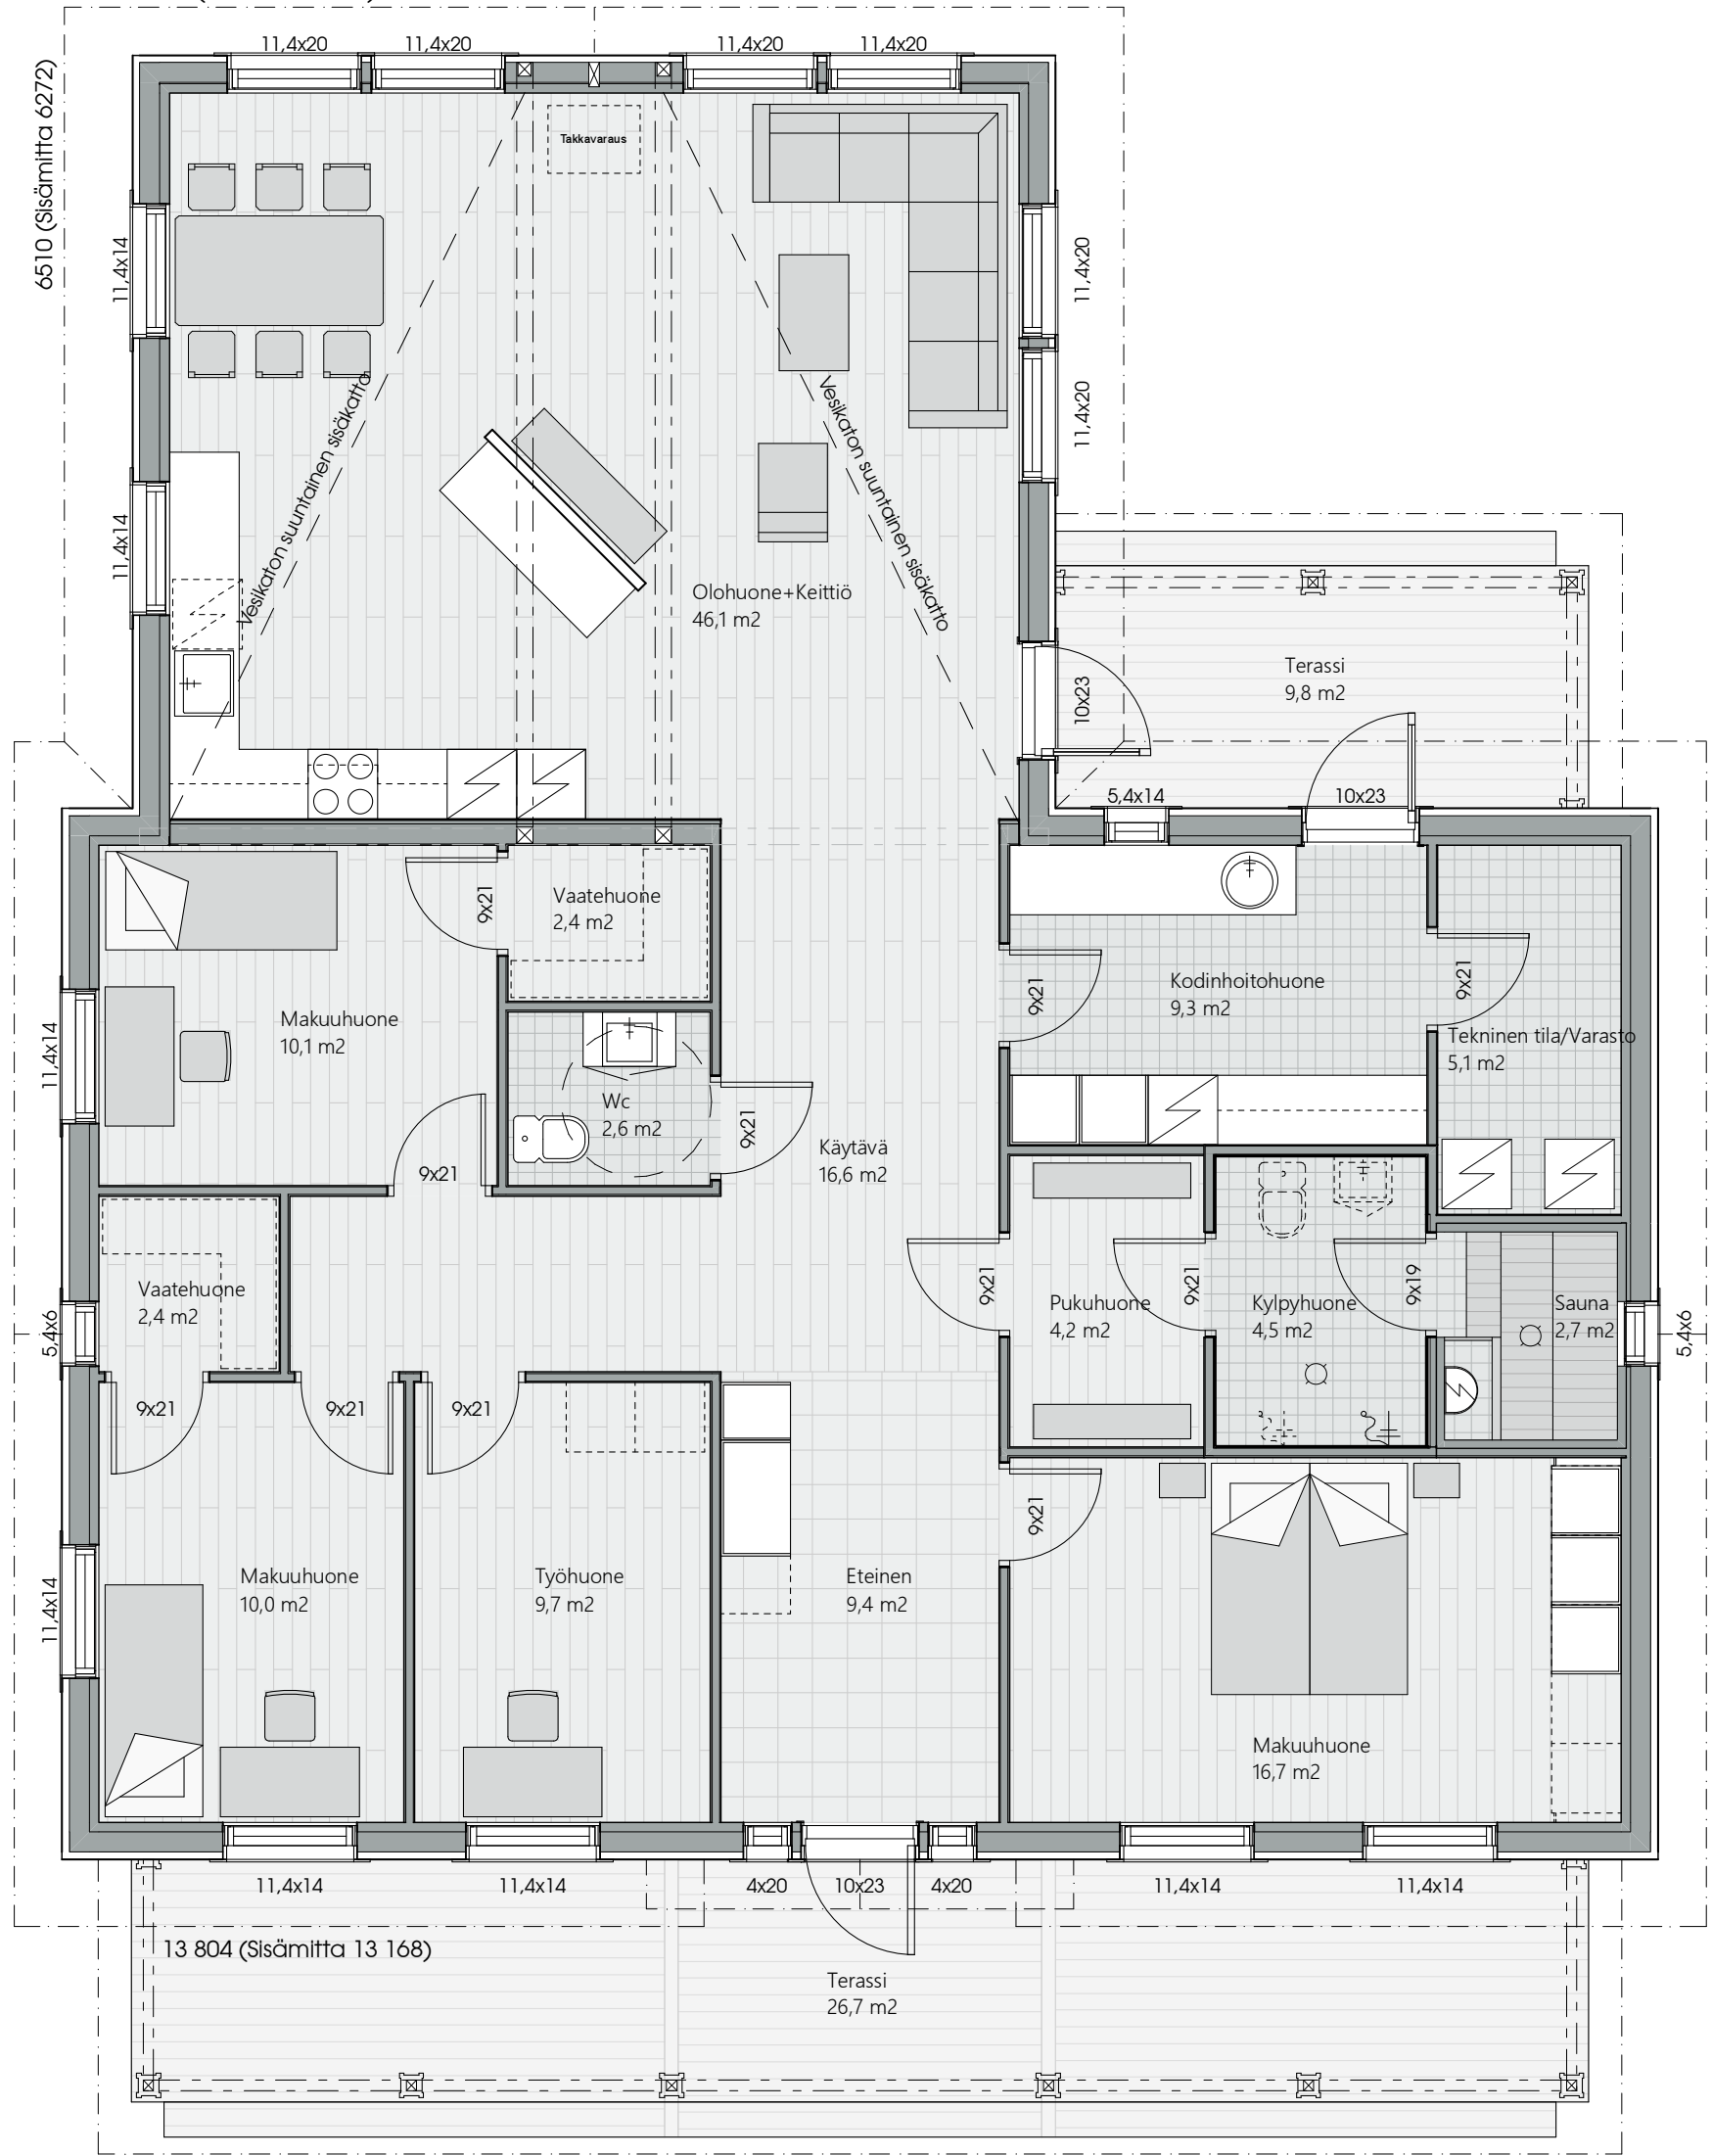 11,4x20
11,4x20
11,4x20
11,4x20
6510 (Sisämitta 6272)
Takkavaraus
11,4x14
11,4x20
Vesikaton suuntainen sisäkatto
Vesikaton suuntainen sisäkatto
11,4x20
11,4x14
Olohuone+Keittiö
46,1 m2
Terassi
9,8 m2
10x23
5,4x14
10x23
9x21
Vaatehuone
2,4 m2
Kodinhoitohuone
9,3 m2
9x21
9x21
Makuuhuone
10,1 m2
Tekninen tila/Varasto
5,1 m2
11,4x14
Wc
2,6 m2
9x21
Käytävä
16,6 m2
9x21
Vaatehuone
2,4 m2
5,4x6
9x21
Pukuhuone
4,2 m2
9x21
Kylpyhuone
4,5 m2
9x19
Sauna
2,7 m2
5,4x6
9x21
9x21
9x21
9x21
Makuuhuone
10,0 m2
Työhuone
9,7 m2
Eteinen
9,4 m2
11,4x14
Makuuhuone
16,7 m2
11,4x14
11,4x14
4x20
10x23
4x20
11,4x14
11,4x14
13 804 (Sisämitta 13 168)
Terassi
26,7 m2